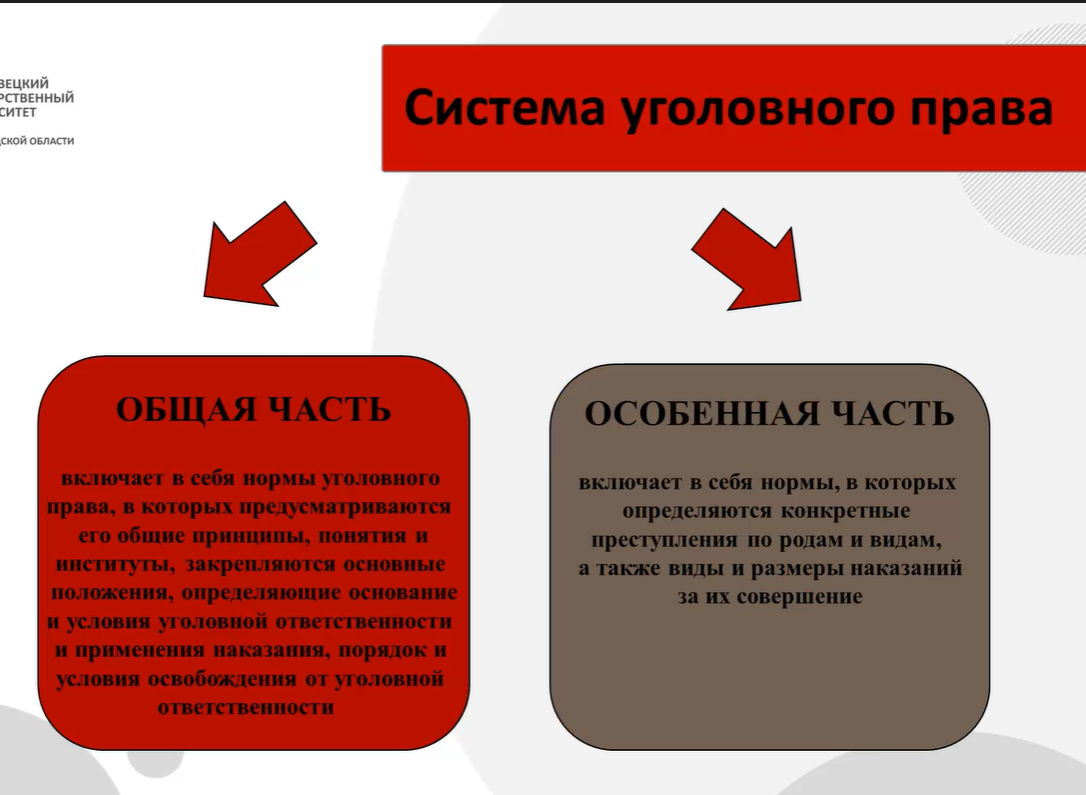 ВЕЦКИЙ
РСТВЕННЫЙ
СИТЕТ
СКОЙ ОБЛАСТИ
Система уголовного права
ОБЩАЯ ЧАСТЬ
включает в себя нормы уголовного
права, в которых предусматриваются
его общие принципы, понятия и
институты, закрепляются основные
положения, определяющие основание
и условия уголовной ответственности
и применения наказания, порядок и
условия освобождения от уголовной
ответственности
ОСОБЕННАЯ ЧАСТЬ
включает в себя нормы, в которых
определяются конкретные
преступления по родам и видам,
а также виды и размеры наказаний
за их совершение